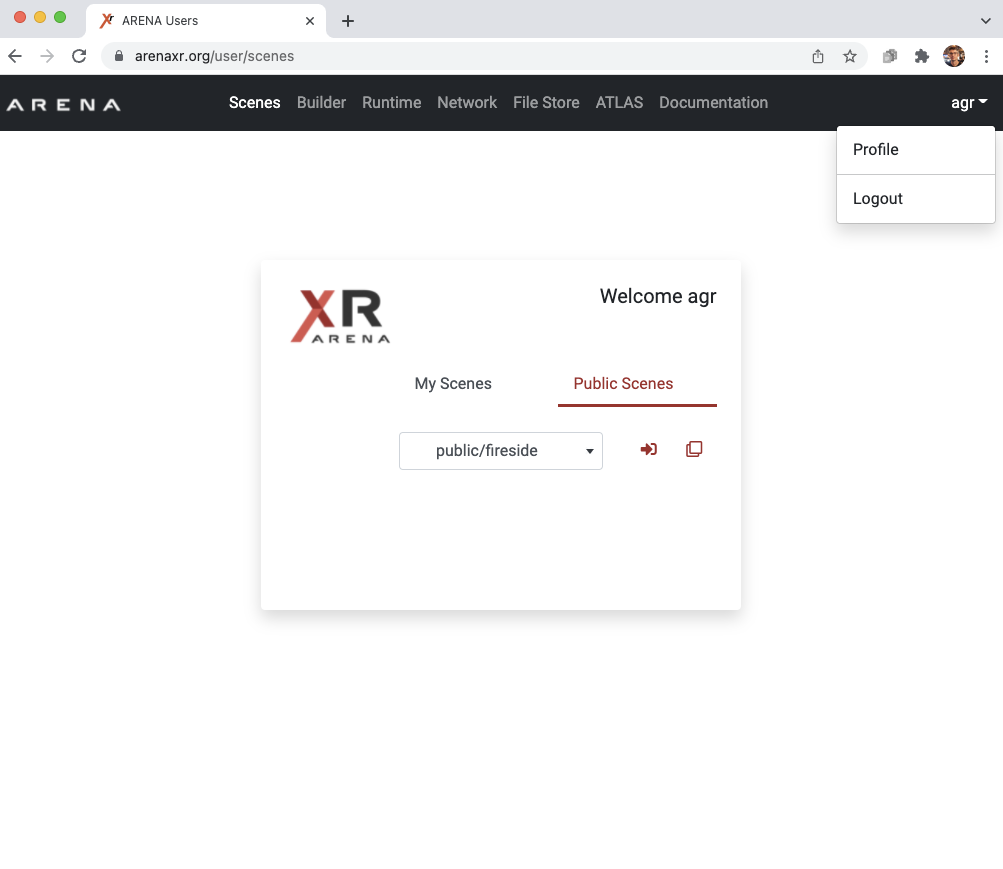 ARENA Users
arenaxr.org/user/scenes
ARENA Scenes Builder Runtime Network File Store ATLAS Documentation agr
Profile
Logout
XR
ARENA
Welcome agr
My Scenes Public Scenes
public/fireside